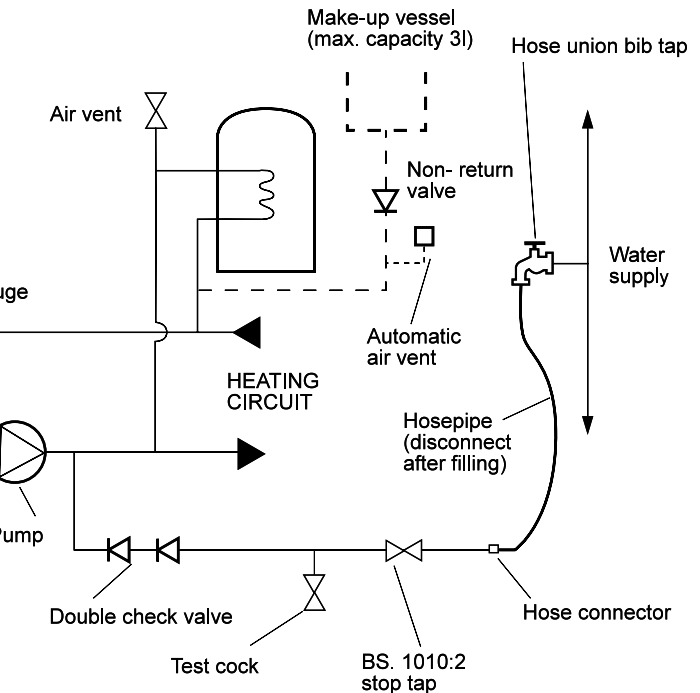 Make-up vessel
(max. capacity 3l)
Hose union bib tap
Air vent
Non- return
valve
Water
supply
Automatic
air vent
HEATING
CIRCUIT
Hosepipe
(disconnect
after filling)
Double check valve
Hose connector
Test cock
BS. 1010:2
stop tap